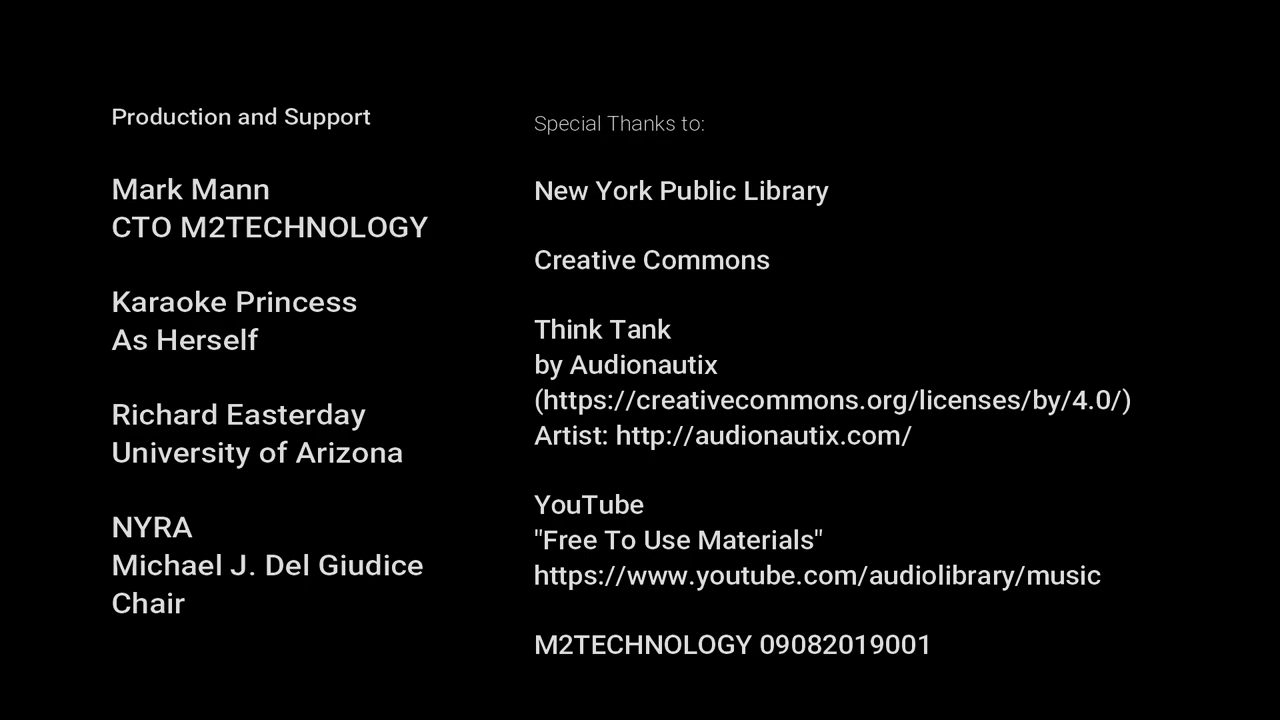 Production and Support
Mark Mann
CTO M2TECHNOLOGY
Karaoke Princess
As Herself
Richard Easterday
University of Arizona
NYRA
Michael J. Del Giudice
Chair
Special Thanks to:
New York Public Library
Creative Commons
Think Tank
by Audionautix
(https://creativecommons.org/licenses/by/4.0/)
Artist: http://audionautix.com/
YouTube
"Free To Use Materials"
https://www.youtube.com/audiolibrary/music
M2TECHNOLOGY 09082019001